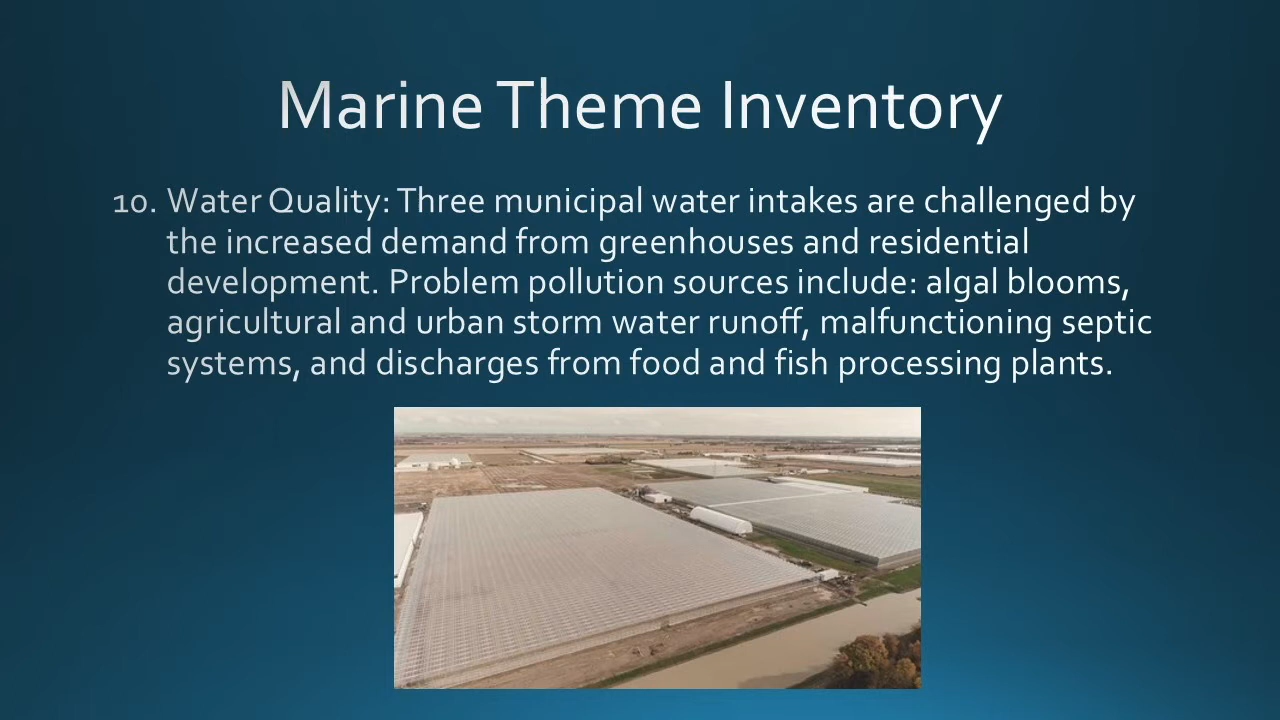 Marine Theme Inventory
10. Water Quality: Three municipal water intakes are challenged by
the increased demand from greenhouses and residential
development. Problem pollution sources include: algal blooms,
agricultural and urban storm water runoff, malfunctioning septic
systems, and discharges from food and fish processing plants.